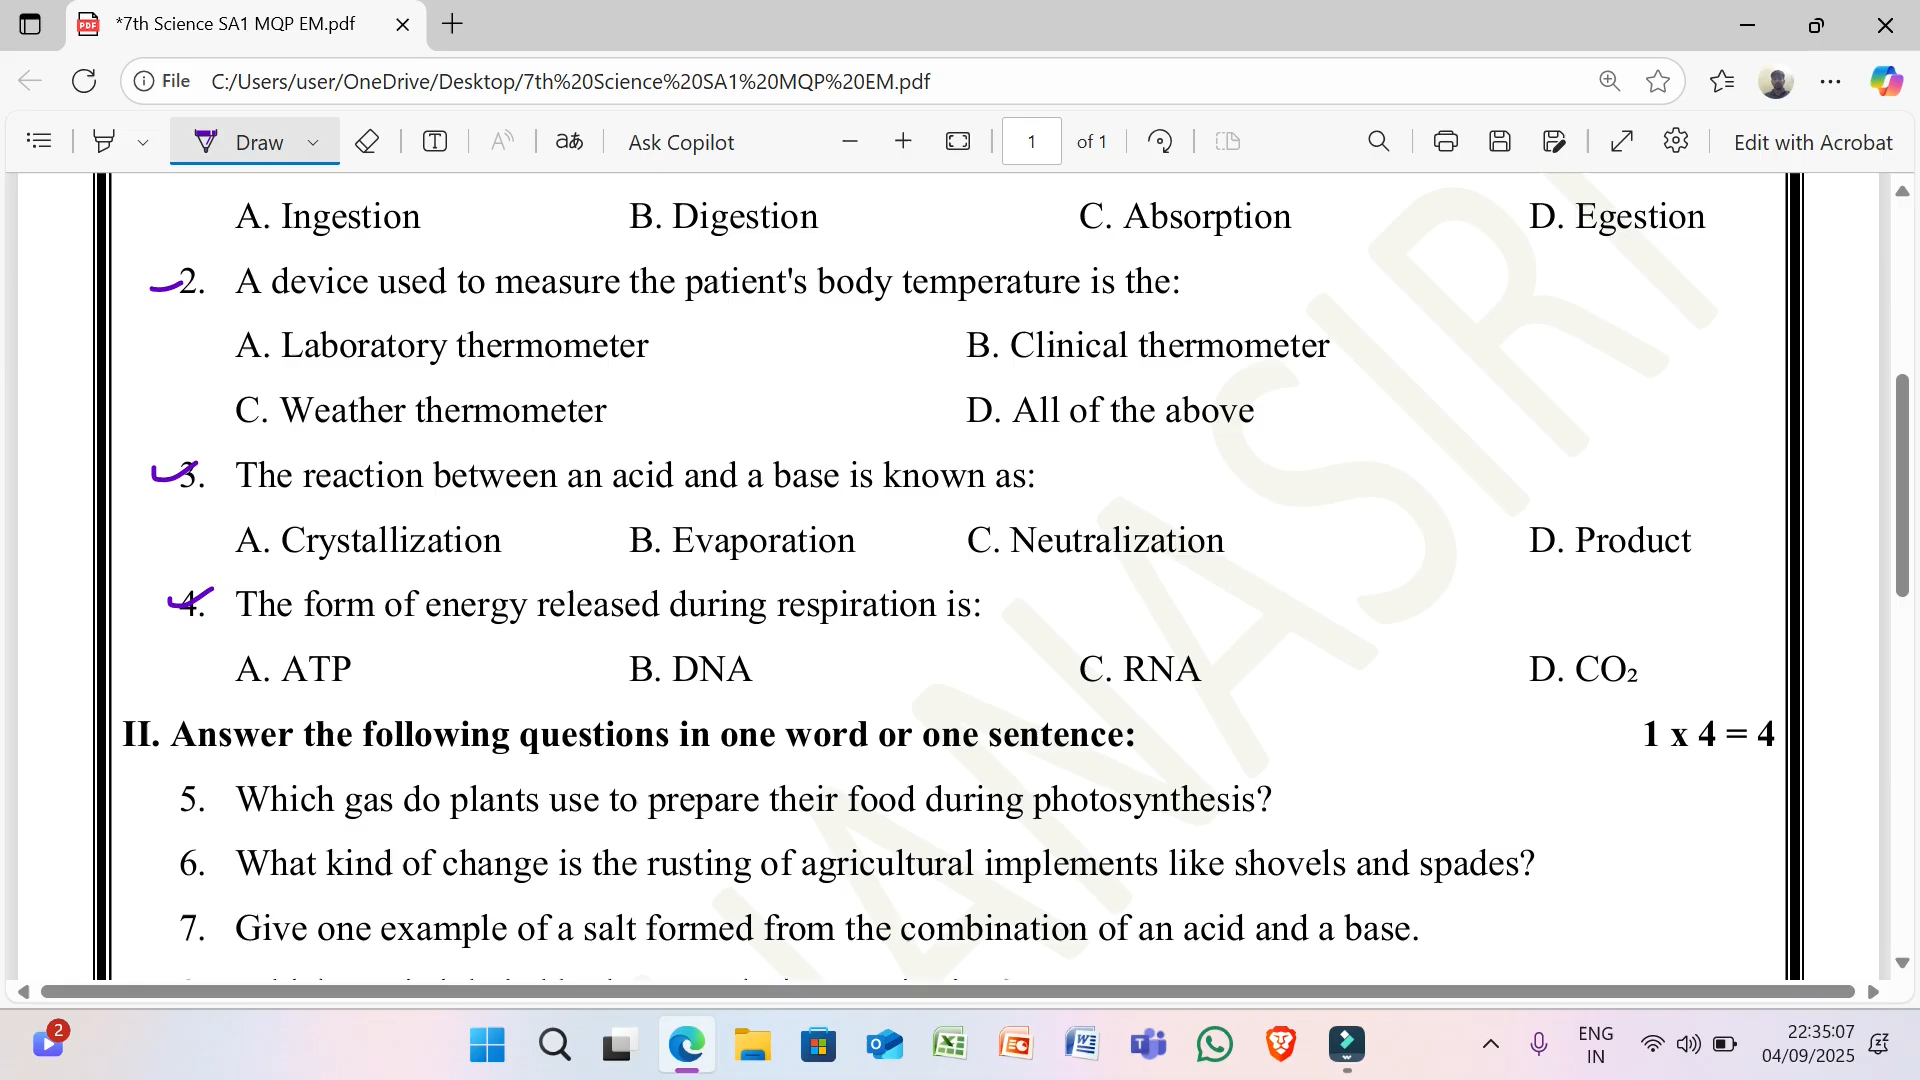 *7th Science SA1 MQP EM.pdf
File C:/Users/user/OneDrive/Desktop/7th%20Science%20SA1%20MQP%20EM.pdf
Draw T aあ Ask Copilot 1 of 1 Edit with Acrobat
A. Ingestion B. Digestion C. Absorption D. Egestion
2. A device used to measure the patient's body temperature is the:
A. Laboratory thermometer B. Clinical thermometer
C. Weather thermometer D. All of the above
3. The reaction between an acid and a base is known as:
A. Crystallization B. Evaporation C. Neutralization D. Product
4. The form of energy released during respiration is:
A. ATP B. DNA C. RNA D. CO₂
II. Answer the following questions in one word or one sentence: 1 x 4 = 4
5. Which gas do plants use to prepare their food during photosynthesis?
6. What kind of change is the rusting of agricultural implements like shovels and spades?
7. Give one example of a salt formed from the combination of an acid and a base.
ANASIRI
2 ENG 22:35:07
IN 04/09/2025